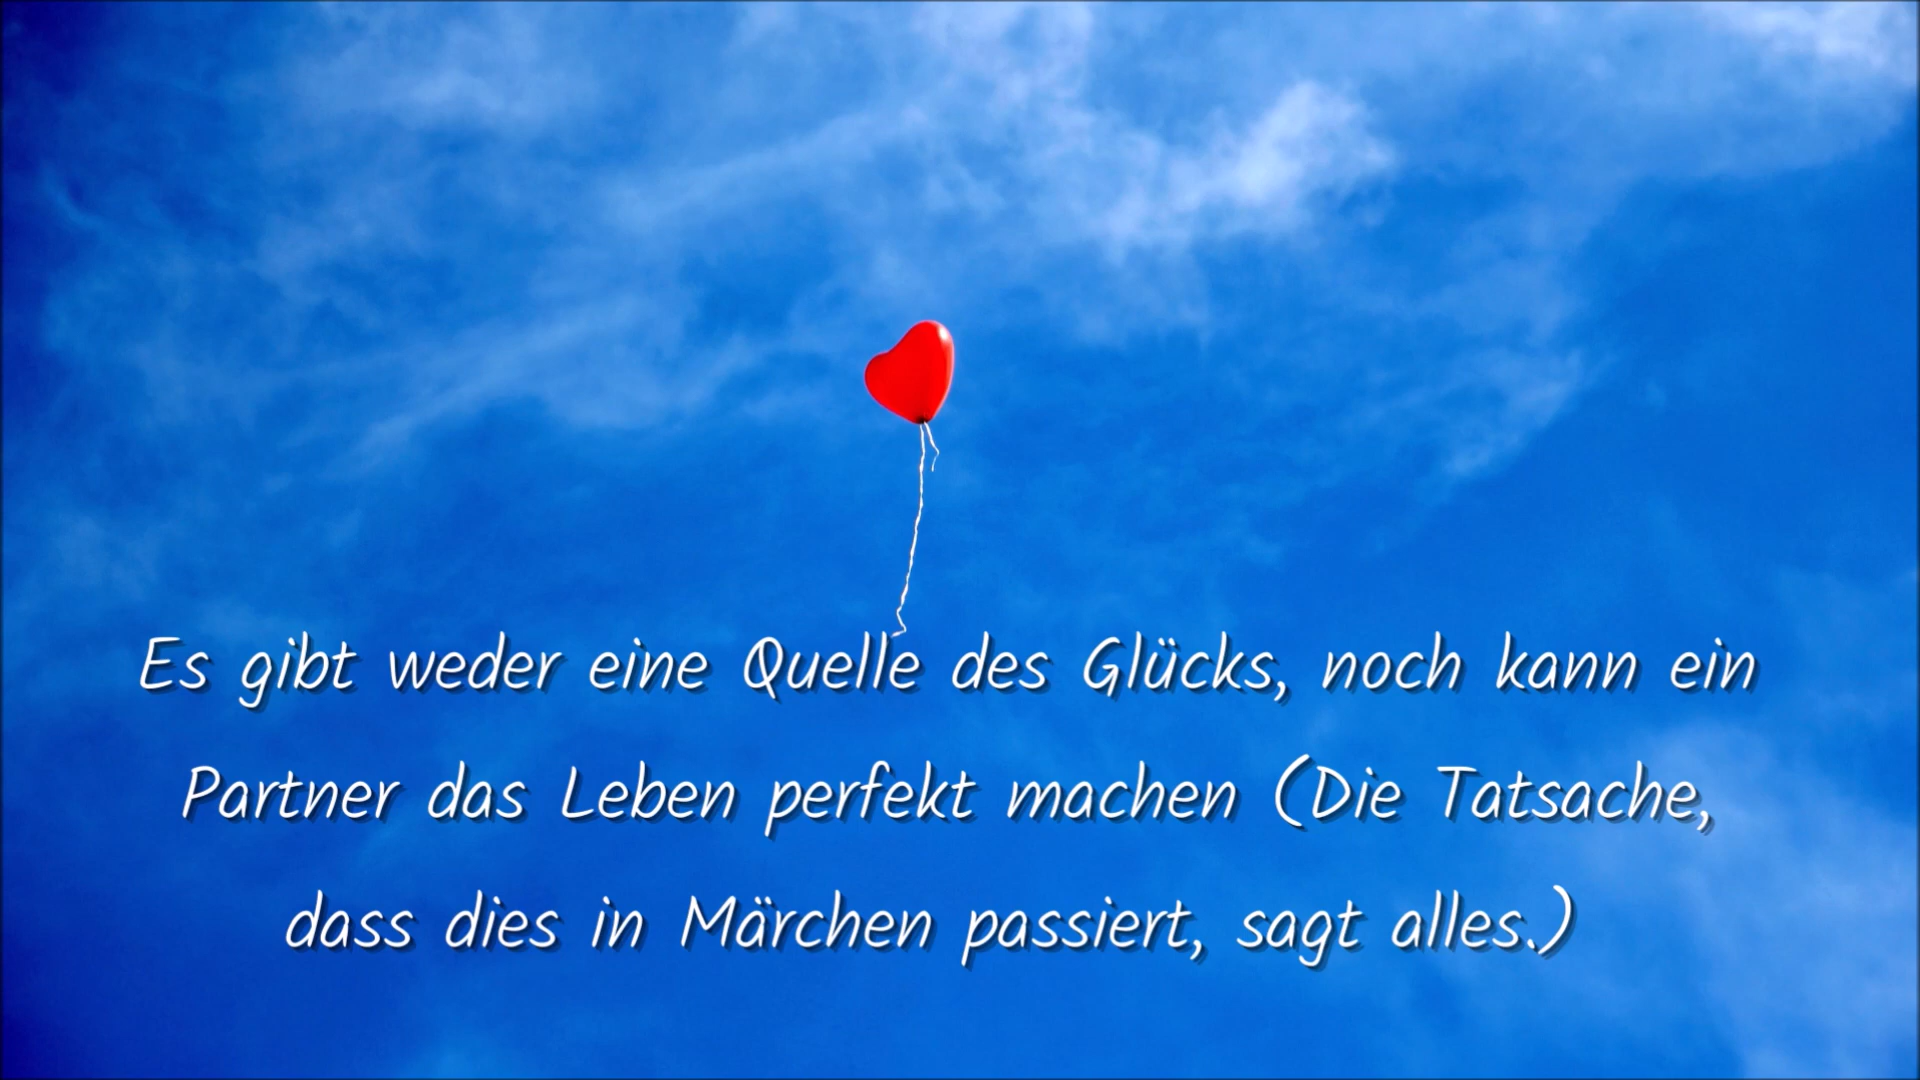 Es gibt weder eine Quelle des Glücks, noch kann ein
Partner das Leben perfekt machen (Die Tatsache,
dass dies in Märchen passiert, sagt alles.)